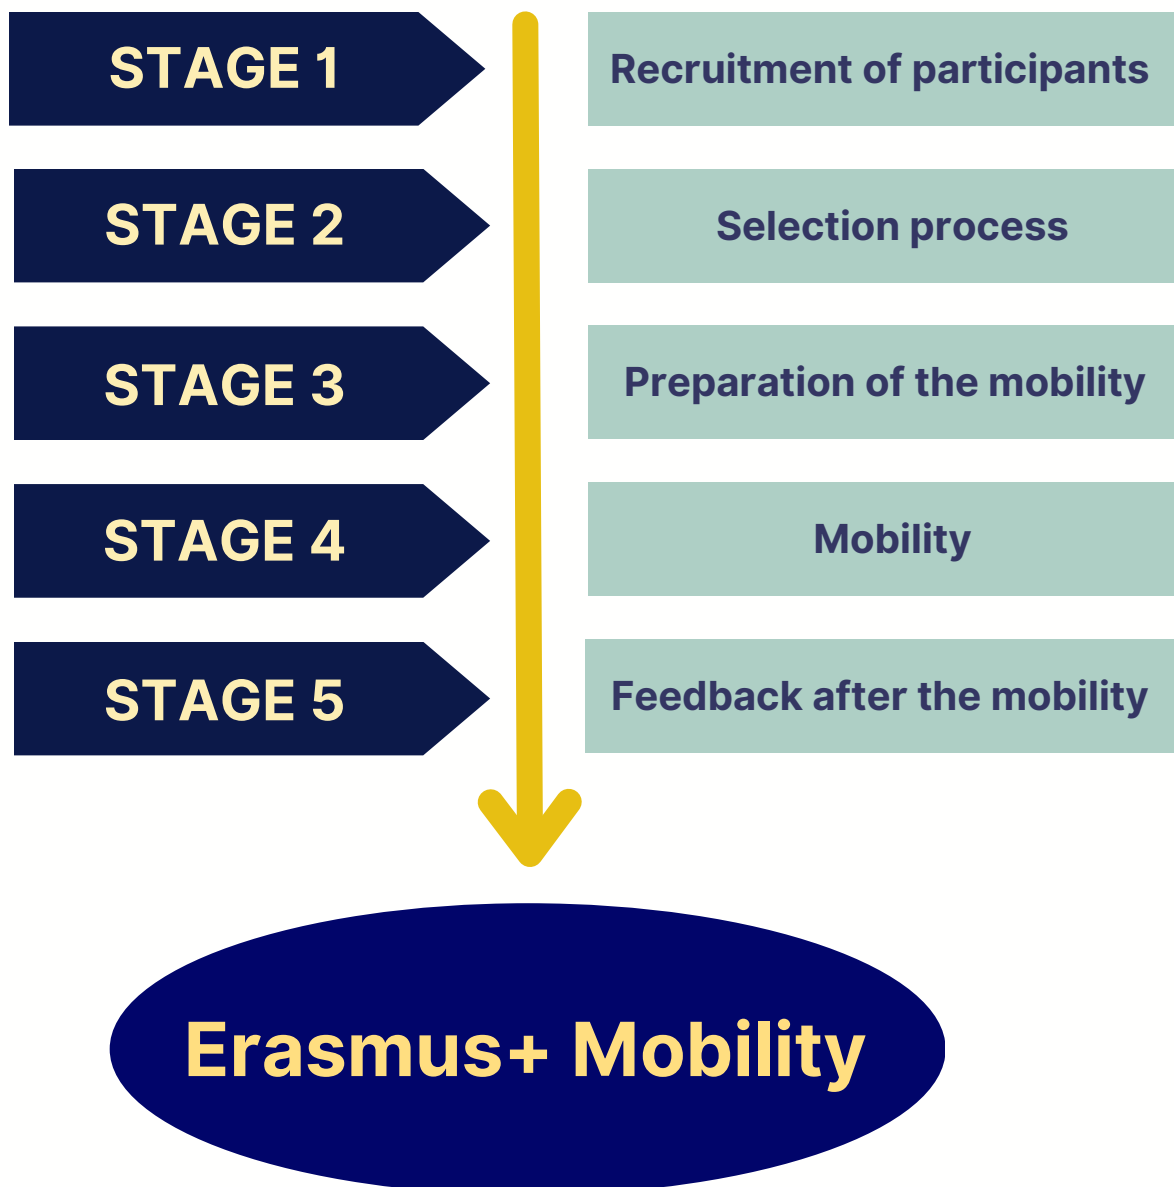 STAGE 1
Recruitment of participants
STAGE 2
Selection process
STAGE 3
Preparation of the mobility
STAGE 4
Mobility
STAGE 5
Feedback after the mobility
Erasmus+ Mobility